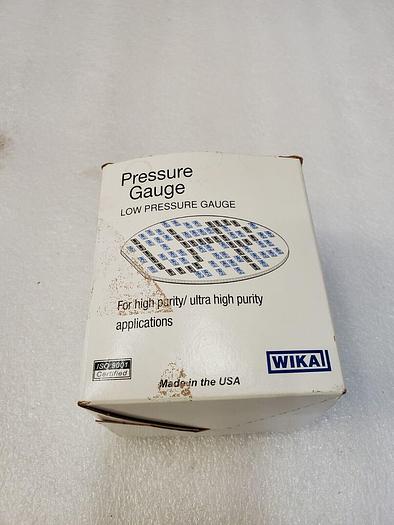 Pressure
Gauge
LOW PRESSURE GAUGE
For high purity/ ultra high purity
applications
ISO 9001
Certified
WIKA
Made in the USA